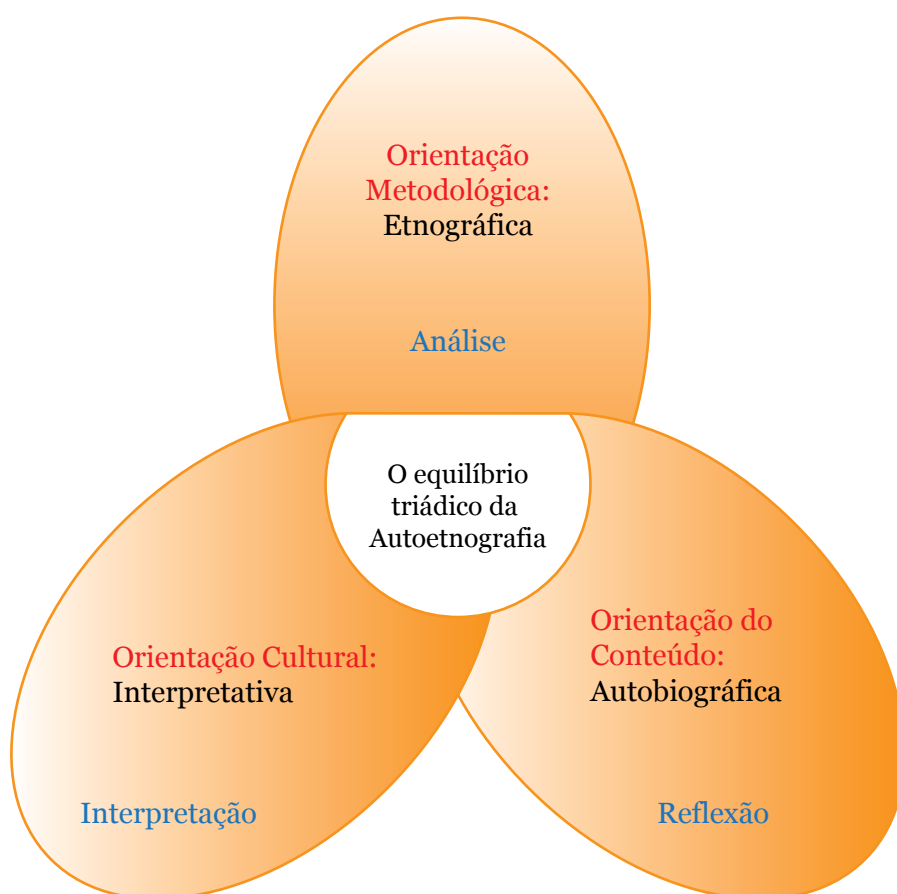 Orientação
Metodológica:
Etnográfica
Análise
O equilíbrio
triádico da
Autoetnografia
Orientação Cultural:
Interpretativa
Interpretação
Orientação do
Conteúdo:
Autobiográfica
Reflexão